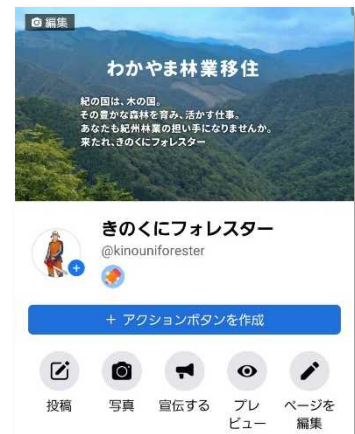 編集
わかやま林業移住
紀の国は、木の国。
その豊かな森林を育み、活かす仕事。
あなたも紀州林業の担い手になりませんか。
来たれ、きのくにフォレスター
きのくにフォレスター
@kinouniforester
+ アクションボタンを作成
投稿
写真
宣伝する
プレ
ビュー
ページを
編集